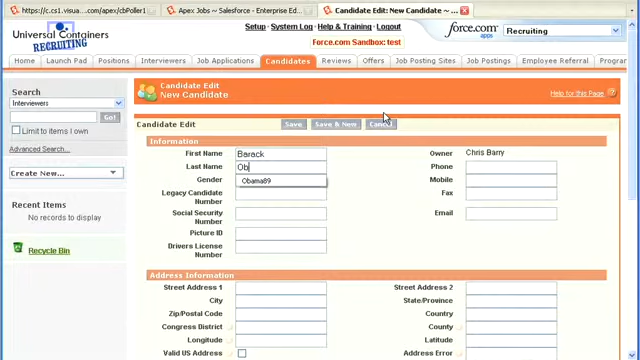 https://c.cs1.visua... .com/apex/cbPoller1
Apex Jobs ~ Salesforce - Enterprise Ed...
Candidate Edit: New Candidate ~ ...
Universal Containers
RECRUITING
Setup · System Log · Help & Training · Logout
Force.com Sandbox: test
force.com
apps
Recruiting
Home
Launch Pad
Positions
Interviewers
Job Applications
Candidates
Reviews
Offers
Job Posting Sites
Job Postings
Employee Referral
Program
Search
Interviewers
Go!
Limit to items I own
Advanced Search...
Create New...
Recent Items
No records to display
Recycle Bin
Candidate Edit
New Candidate
Help for this Page
Candidate Edit
Save
Save & New
Cancel
Information
First Name Barack
Owner Chris Barry
Last Name Ob
Phone
Obama89
Gender
Mobile
Legacy Candidate Number
Fax
Social Security Number
Email
Picture ID
Drivers License Number
Address Information
Street Address 1
Street Address 2
City
State/Province
Zip/Postal Code
Country
Congress District
County
Longitude
Latitude
Valid US Address
Address Error